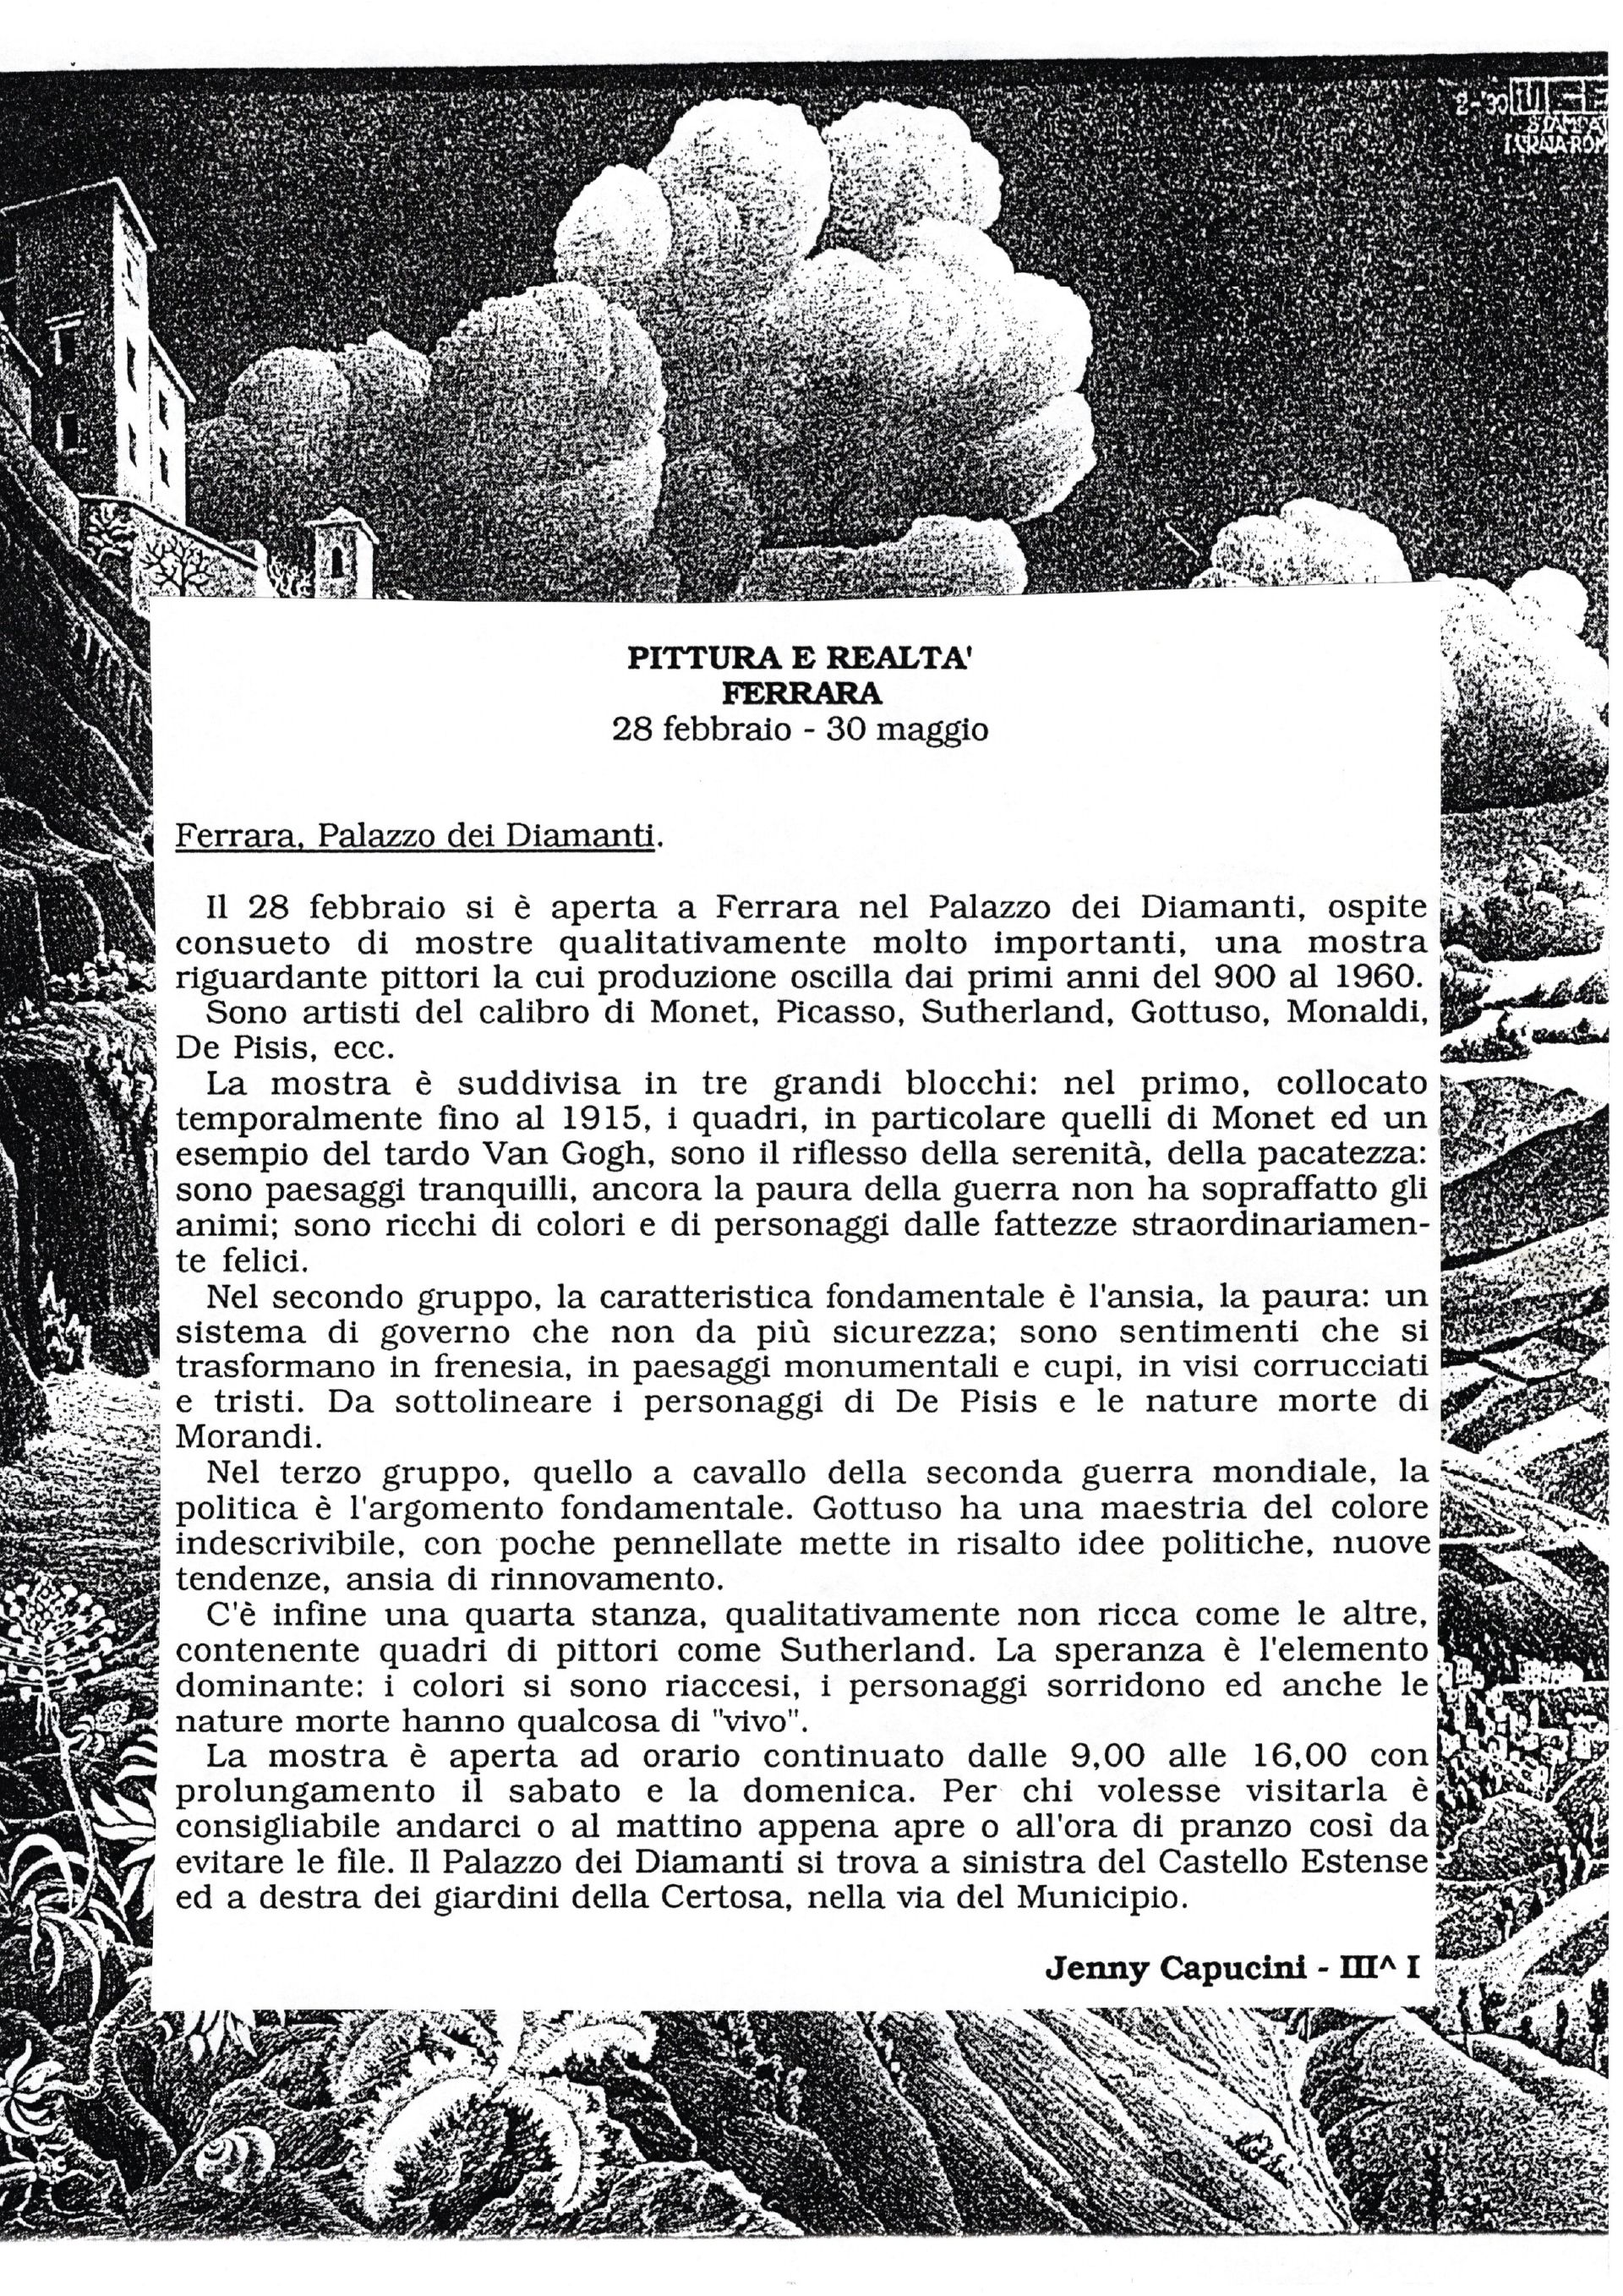 2-30
PITTURA E REALTA'
FERRARA
28 febbraio - 30 maggio
Ferrara, Palazzo dei Diamanti.
Il 28 febbraio si è aperta a Ferrara nel Palazzo dei Diamanti, ospite
consueto di mostre qualitativamente molto importanti, una mostra
riguardante pittori la cui produzione oscilla dai primi anni del 900 al 1960.
Sono artisti del calibro di Monet, Picasso, Sutherland, Gottuso, Monaldi,
De Pisis, ecc.
La mostra è suddivisa in tre grandi blocchi: nel primo, collocato
temporalmente fino al 1915, i quadri, in particolare quelli di Monet ed un
esempio del tardo Van Gogh, sono il riflesso della serenità, della pacatezza:
sono paesaggi tranquilli, ancora la paura della guerra non ha sopraffatto gli
animi; sono ricchi di colori e di personaggi dalle fattezze straordinariamen-
te felici.
Nel secondo gruppo, la caratteristica fondamentale è l'ansia, la paura: un
sistema di governo che non da più sicurezza; sono sentimenti che si
trasformano in frenesia, in paesaggi monumentali e cupi, in visi corrucciati
e tristi. Da sottolineare i personaggi di De Pisis e le nature morte di
Morandi.
Nel terzo gruppo, quello a cavallo della seconda guerra mondiale, la
politica è l'argomento fondamentale. Gottuso ha una maestria del colore
indescrivibile, con poche pennellate mette in risalto idee politiche, nuove
tendenze, ansia di rinnovamento.
C'è infine una quarta stanza, qualitativamente non ricca come le altre,
contenente quadri di pittori come Sutherland. La speranza è l'elemento
dominante: i colori si sono riaccesi, i personaggi sorridono ed anche le
nature morte hanno qualcosa di "vivo".
La mostra è aperta ad orario continuato dalle 9,00 alle 16,00 con
prolungamento il sabato e la domenica. Per chi volesse visitarla è
consigliabile andarci o al mattino appena apre o all'ora di pranzo così da
evitare le file. Il Palazzo dei Diamanti si trova a sinistra del Castello Estense
ed a destra dei giardini della Certosa, nella via del Municipio.
Jenny Capucini - III^ I